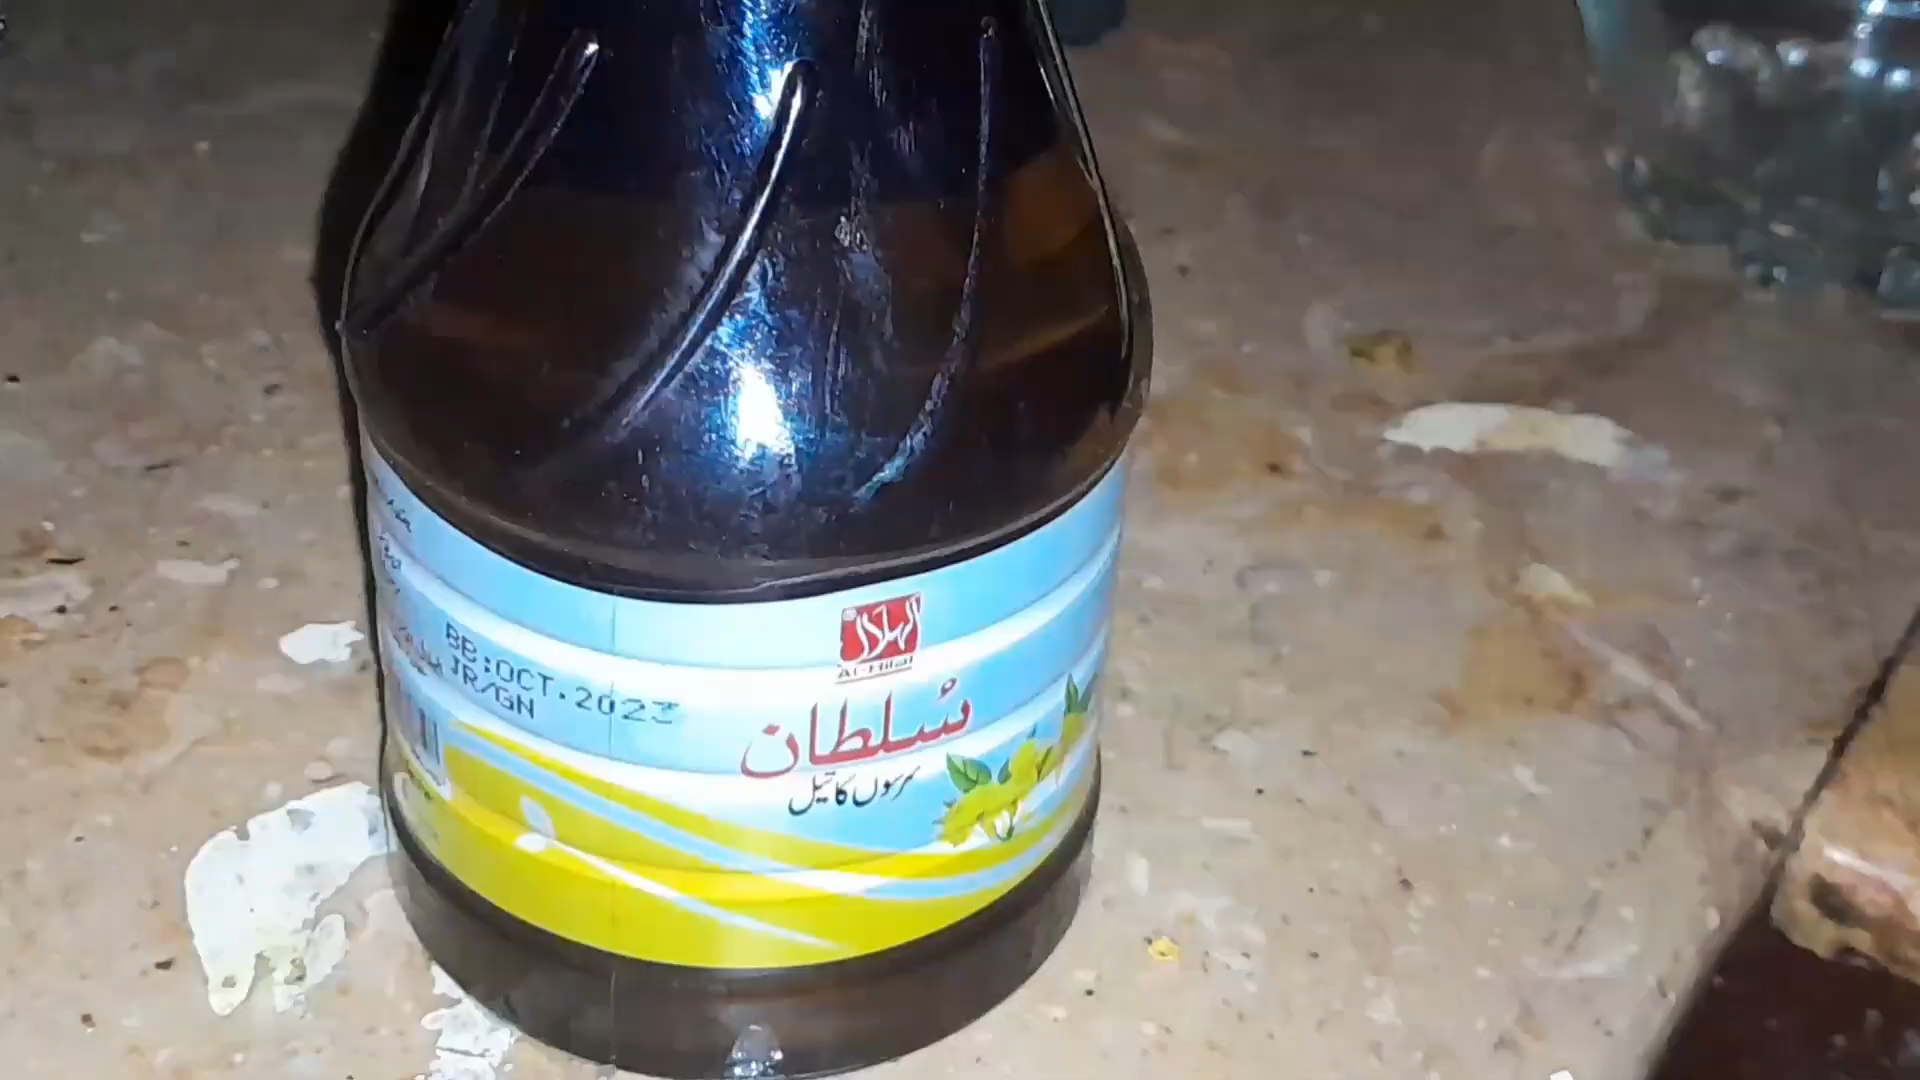 الہلال
Al-Hilal
BB:OCT.2023
JR/GN
سُلطان
سرسوں کا تیل